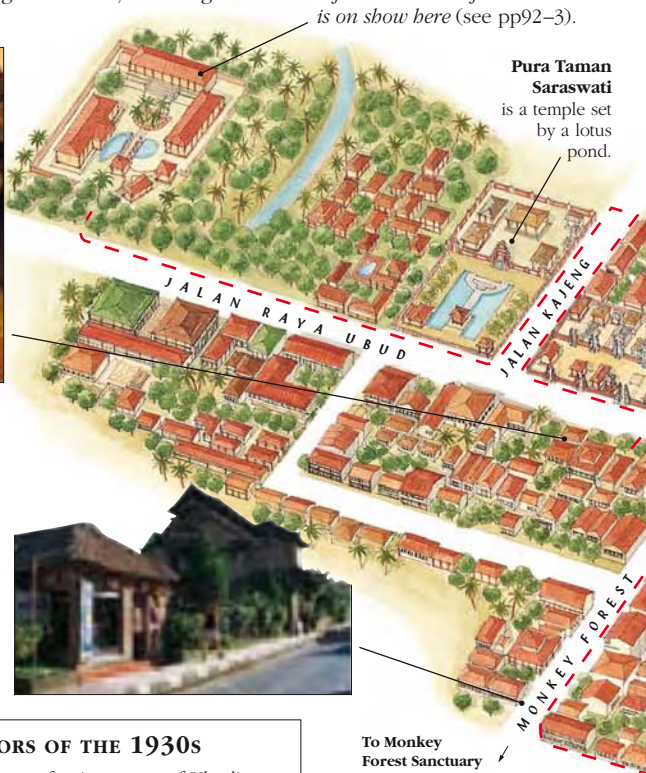 is on show here (see pp92–3).
Pura Taman
Saraswati
is a temple set
by a lotus
pond.
JALAN RAYA UBUD
JALAN KAJENG
MONKEY FOREST
ORS OF THE 1930S
To Monkey
Forest Sanctuary